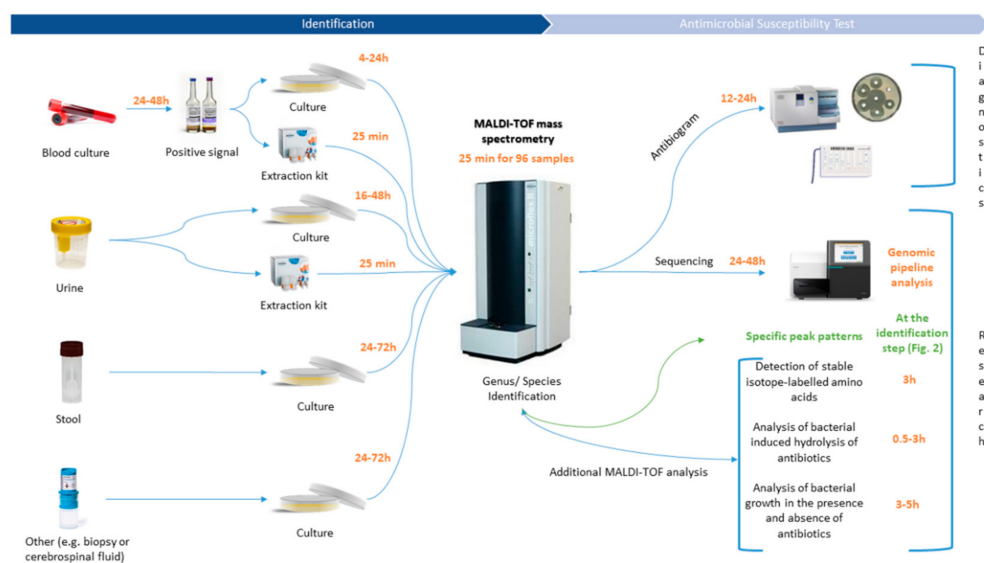 Identification
Antimicrobial Susceptibility Test
4-24h
24-48h
Culture
Blood culture
Positive signal
25 min
Extraction kit
16-48h
Culture
25 min
Urine
Extraction kit
24-72h
Stool
Culture
24-72h
Culture
Other (e.g. biopsy or
cerebrospinal fluid)
MALDI-TOF mass
spectrometry
25 min for 96 samples
Genus/ Species
Identification
Antibiogram
12-24h
Sequencing
24-48h
Genomic
pipeline
analysis
Specific peak patterns
At the
identification
step (Fig. 2)
Detection of stable
isotope-labelled amino
acids
3h
Analysis of bacterial
induced hydrolysis of
antibiotics
0.5-3h
Additional MALDI-TOF analysis
Analysis of bacterial
growth in the presence
and absence of
antibiotics
3-5h
Diagnostics
Research